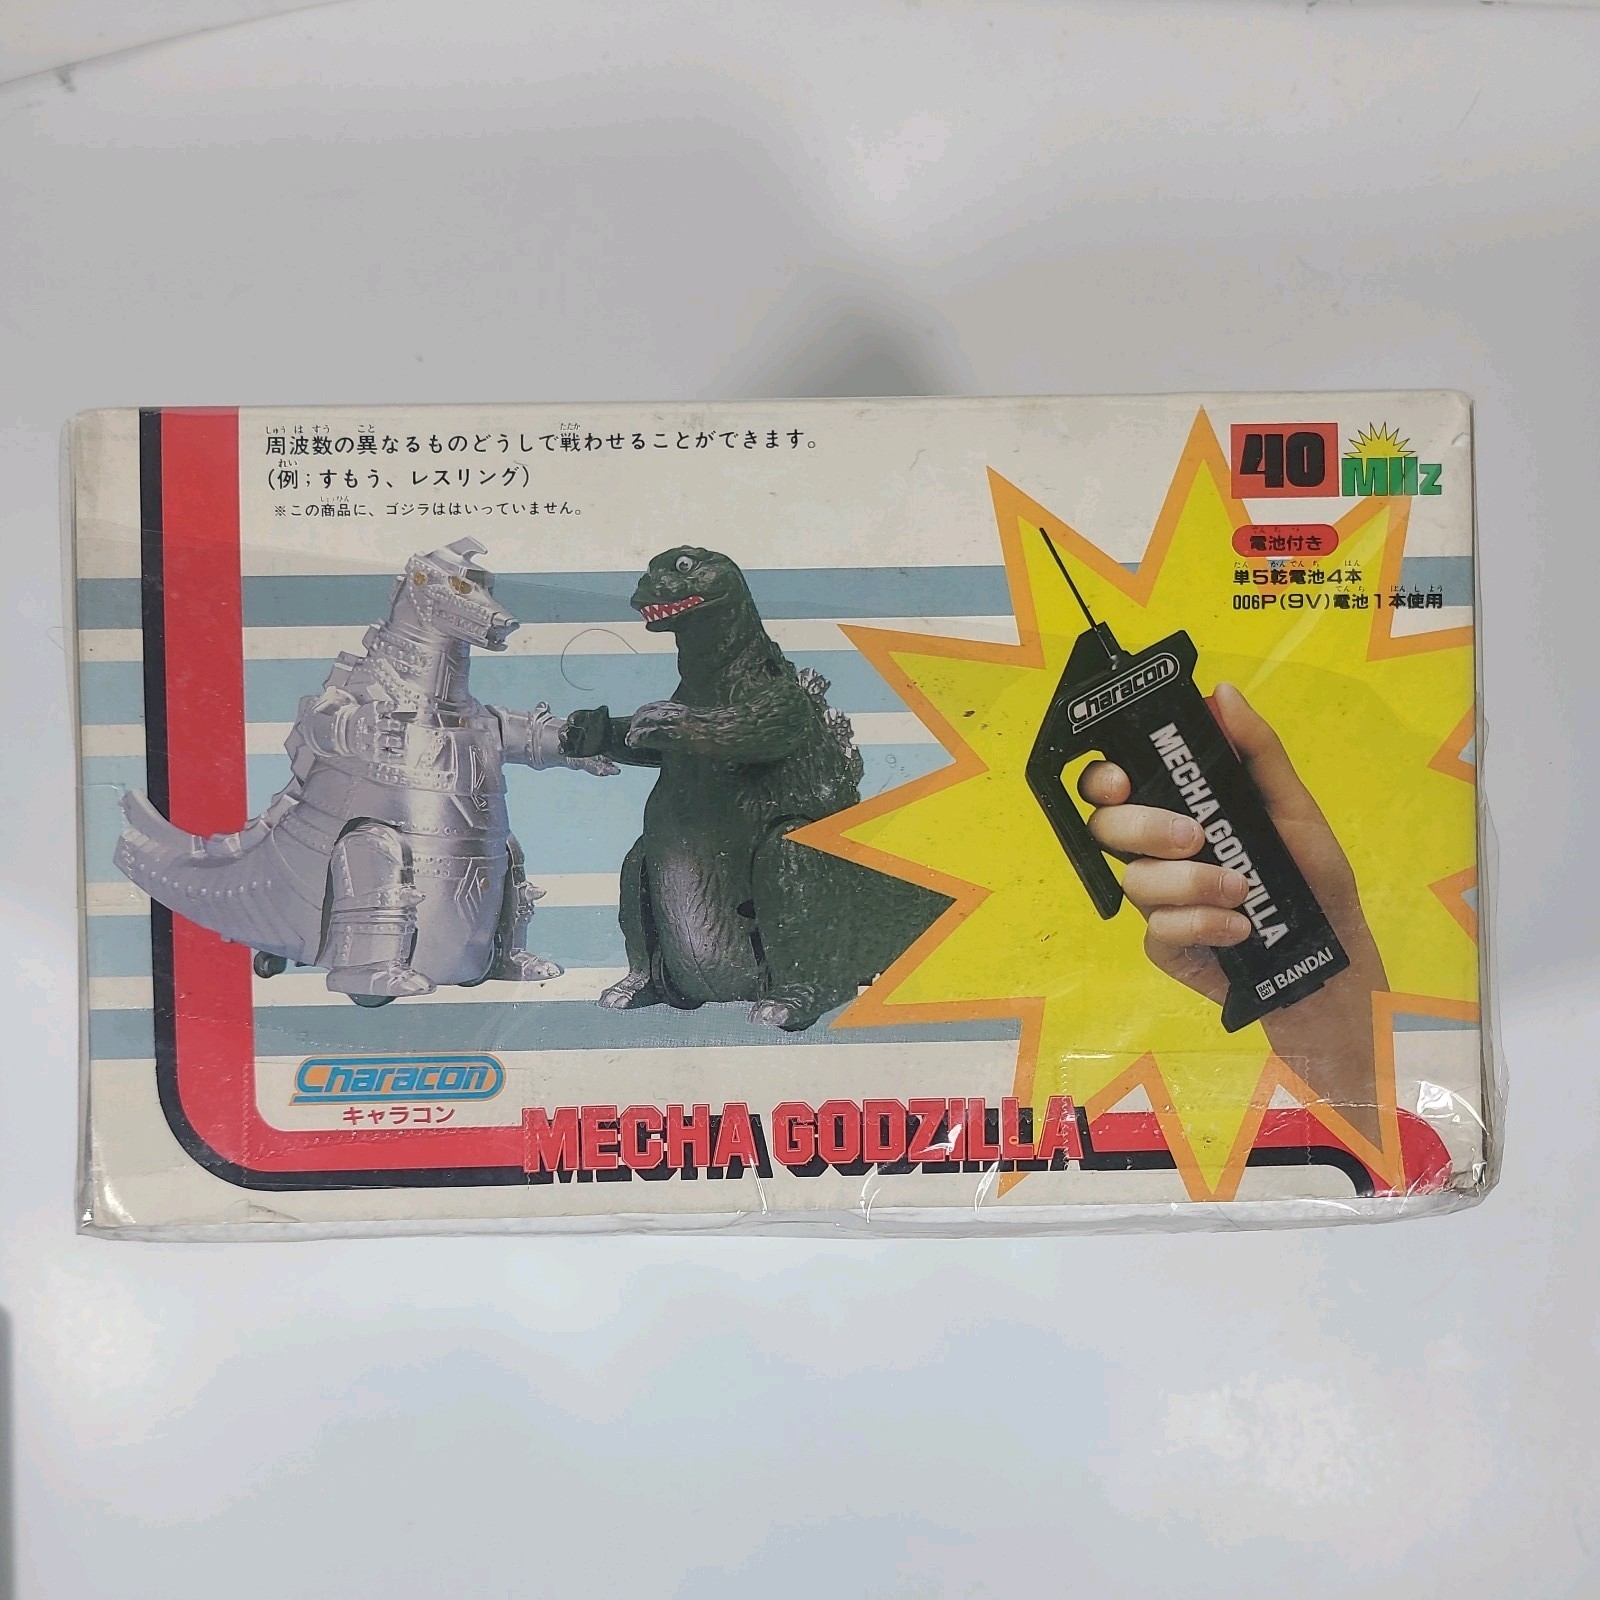 周波数の異なるものどうしで戦わせることができます。
(例；すもう、レスリング)
※この商品に、ゴジラははいっていません。
40 MHz
電池付き
単5乾電池4本
006P(9V)電池1本使用
Characon
MECHA GODZILLA
BAN DAI BANDAI
Characon
キャラコン
MECHA GODZILLA